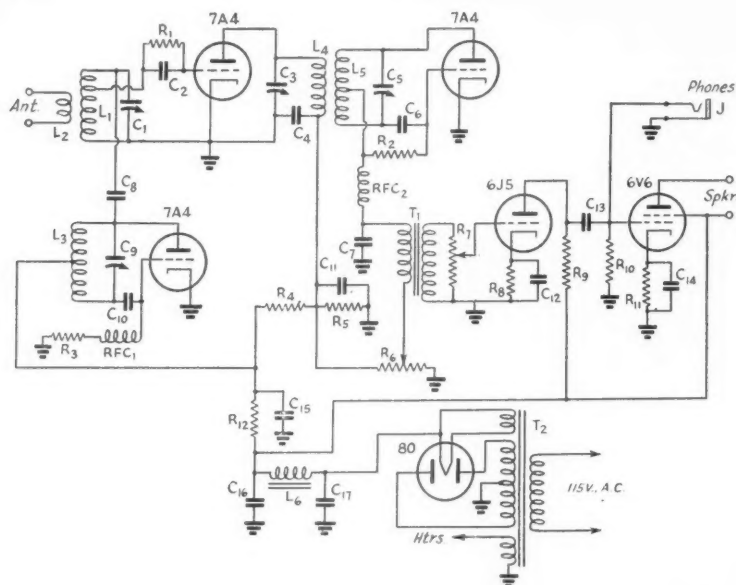 7A4
7A4
R₁
C₂
C₃
L₄
L₅
C₅
C₆
Ant.
L₂
L₁
C₁
C₄
R₂
Phones
J
C₈
RFC₂
6J5
6V6
Spkr
C₁₃
7A4
L₃
C₉
T₁
R₇
C₇
R₉
R₁₀
C₁₄
C₁₀
C₁₁
R₈
C₁₂
R₁₁
R₄
R₅
R₃
RFC₁
R₆
C₁₅
R₁₂
80
T₂
C₁₆
L₆
C₁₇
115V., A.C.
Htrs